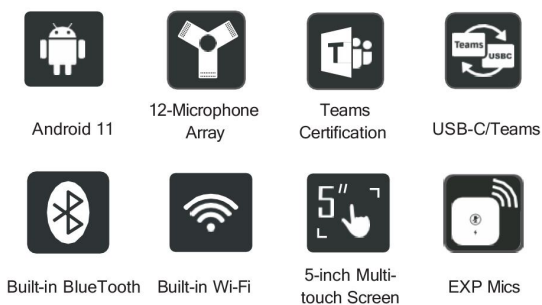 Android 11
12-Microphone
Array
T
Teams
Certification
Teams
USBC
USB-C/Teams
Built-in BlueTooth
Built-in Wi-Fi
5"
5-inch Multi-
touch Screen
EXP Mics